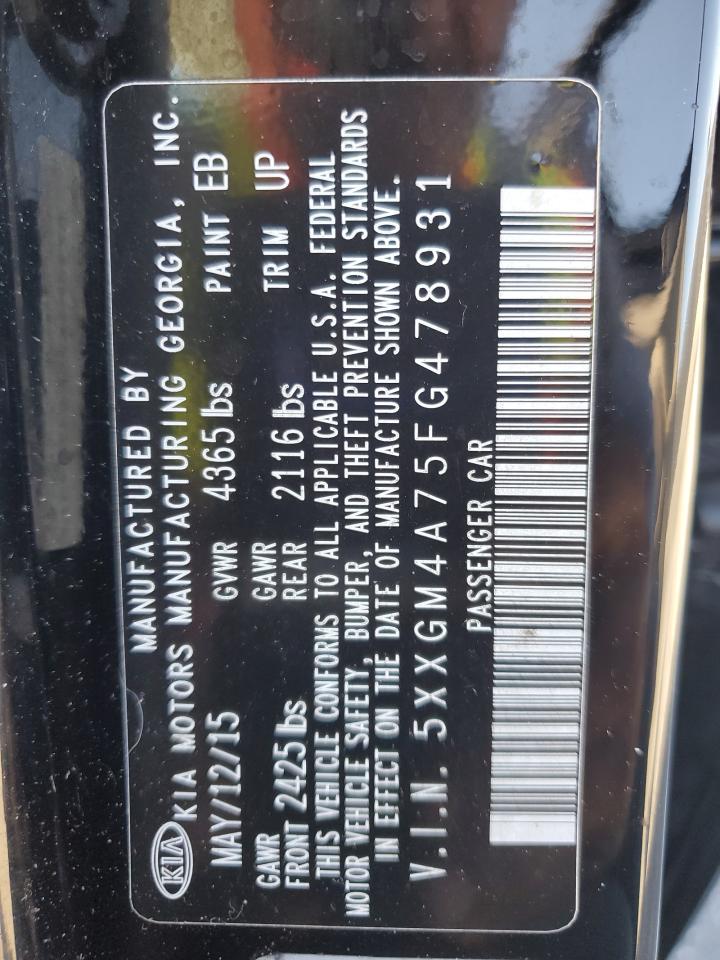 KIA
MANUFACTURED BY
KIA MOTORS MANUFACTURING GEORGIA, INC.
MAY/12/15 GVWR 4365 lbs PAINT EB
GAWR FRONT 2425 lbs GAWR REAR 2116 lbs TRIM UP
THIS VEHICLE CONFORMS TO ALL APPLICABLE U.S.A. FEDERAL
MOTOR VEHICLE SAFETY, BUMPER, AND THEFT PREVENTION STANDARDS
IN EFFECT ON THE DATE OF MANUFACTURE SHOWN ABOVE.
V.I.N. 5XXGM4A75FG478931
PASSENGER CAR